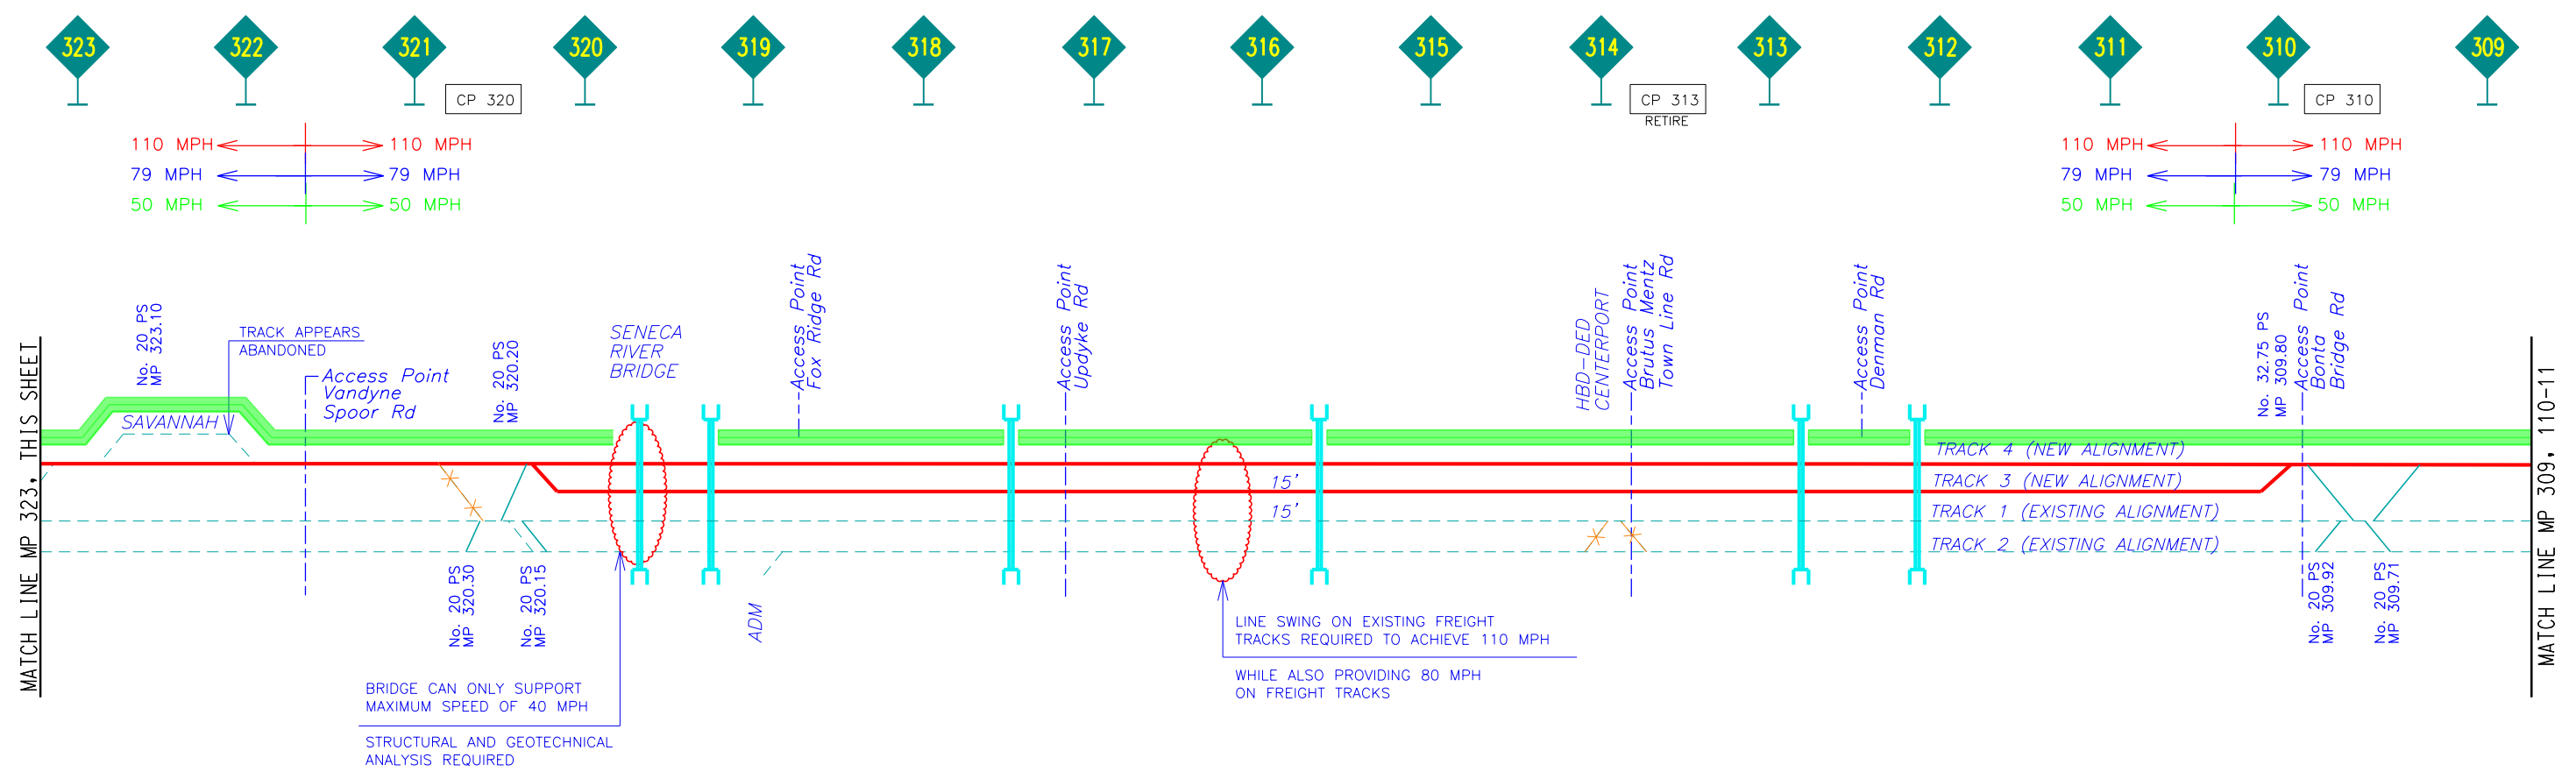 323
322
321
320
319
318
317
316
315
314
313
312
311
310
309
CP 320
CP 313
RETIRE
CP 310
110 MPH
110 MPH
79 MPH
79 MPH
50 MPH
50 MPH
110 MPH
110 MPH
79 MPH
79 MPH
50 MPH
50 MPH
MATCH LINE MP 323, THIS SHEET
No. 20 PS
MP 323.10
TRACK APPEARS
ABANDONED
SAVANNAH
Access Point
Vandyne
Spoor Rd
No. 20 PS
MP 320.20
SENECA
RIVER
BRIDGE
Access Point
Fox Ridge Rd
Access Point
Updyke Rd
HBD-DED
CENTERPORT
Access Point
Brutus Mentz
Town Line Rd
Access Point
Denman Rd
No. 32.75 PS
MP 309.80
Access Point
Bonta
Bridge Rd
TRACK 4 (NEW ALIGNMENT)
15'
TRACK 3 (NEW ALIGNMENT)
15'
TRACK 1 (EXISTING ALIGNMENT)
TRACK 2 (EXISTING ALIGNMENT)
No. 20 PS
MP 320.30
No. 20 PS
MP 320.15
ADM
No. 20 PS
MP 309.92
No. 20 PS
MP 309.71
LINE SWING ON EXISTING FREIGHT
TRACKS REQUIRED TO ACHIEVE 110 MPH
WHILE ALSO PROVIDING 80 MPH
ON FREIGHT TRACKS
BRIDGE CAN ONLY SUPPORT
MAXIMUM SPEED OF 40 MPH
STRUCTURAL AND GEOTECHNICAL
ANALYSIS REQUIRED
MATCH LINE MP 309, 110-11